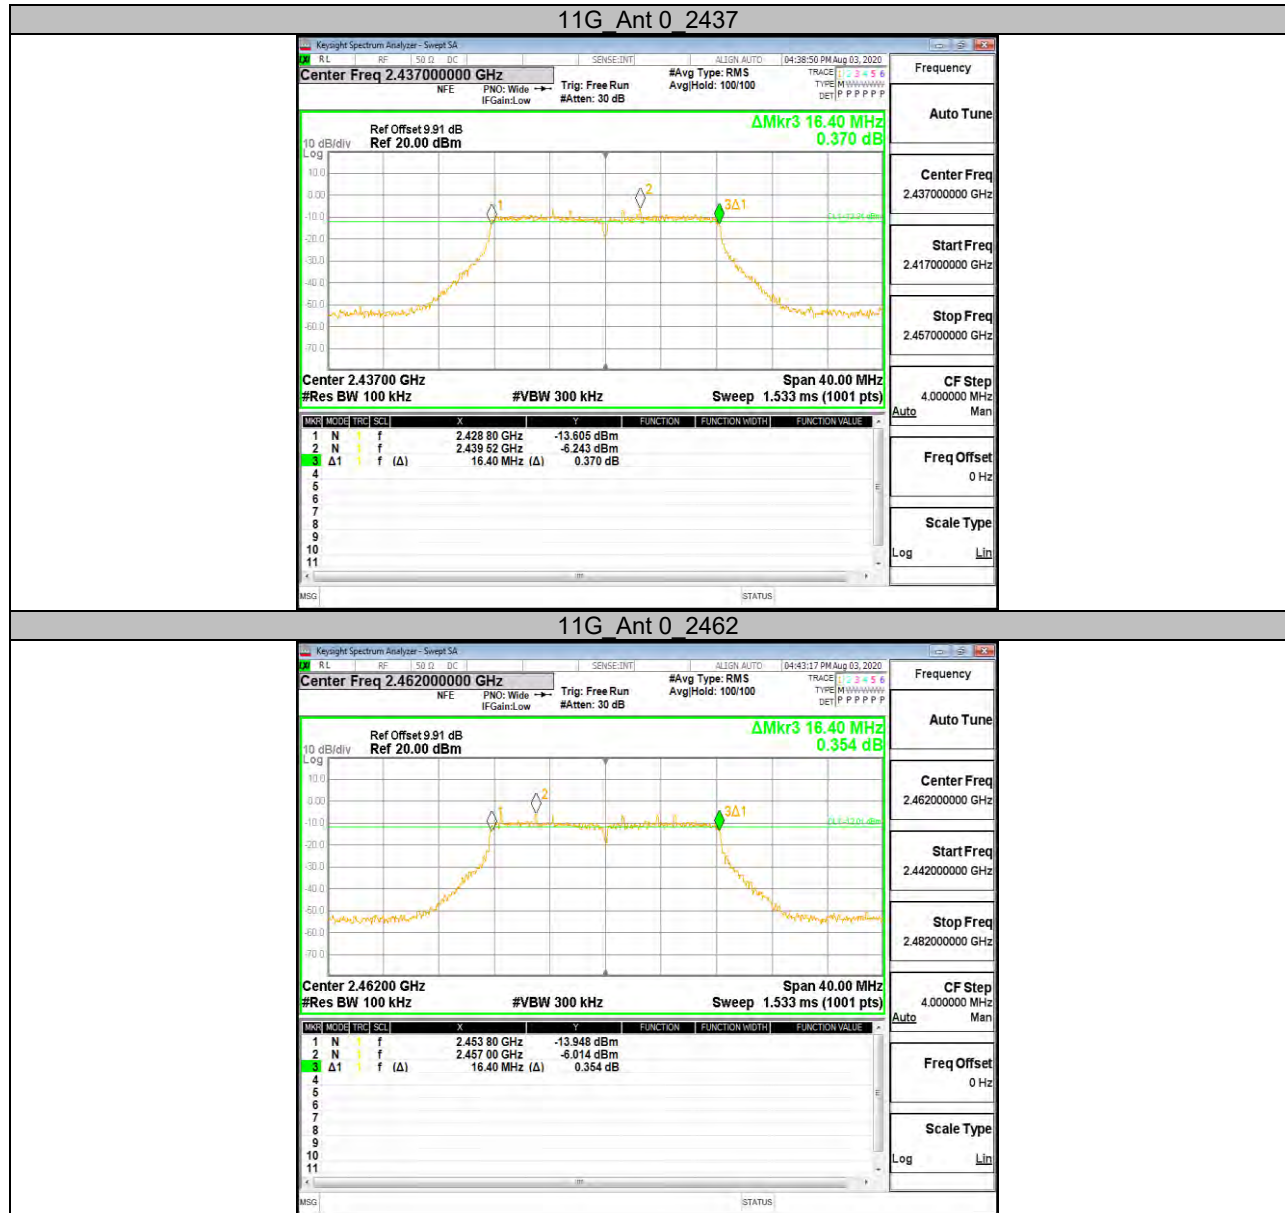 11G_Ant 0_2437
Keysight Spectrum Analyzer - Swept SA
RL RF 50 Ω DC SENSE:INT ALIGN AUTO 04:38:50 PM Aug 03, 2020
Center Freq 2.437000000 GHz
NFE PNO: Wide IFGain:Low
Trig: Free Run
#Atten: 30 dB
#Avg Type: RMS
Avg|Hold: 100/100
TRACE 1 2 3 4 5 6
TYPE M WWWWW
DET P P P P P P
Frequency
Auto Tune
Center Freq
2.437000000 GHz
Start Freq
2.417000000 GHz
Stop Freq
2.457000000 GHz
CF Step
4.000000 MHz
Auto Man
Freq Offset
0 Hz
Scale Type
Log Lin
ΔMkr3 16.40 MHz
0.370 dB
Ref Offset 9.91 dB
10 dB/div Ref 20.00 dBm
Log
10.0
0.00
-10.0
-20.0
-30.0
-40.0
-50.0
-60.0
-70.0
1
2
3Δ1
Center 2.43700 GHz Span 40.00 MHz
#Res BW 100 kHz #VBW 300 kHz Sweep 1.533 ms (1001 pts)
MKR MODE TRC SCL X Y FUNCTION FUNCTION WIDTH FUNCTION VALUE
1 N 1 f 2.428 80 GHz -13.605 dBm
2 N 1 f 2.439 52 GHz -6.243 dBm
3 Δ1 1 f (Δ) 16.40 MHz (Δ) 0.370 dB
4
5
6
7
8
9
10
11
MSG STATUS
11G_Ant 0_2462
Keysight Spectrum Analyzer - Swept SA
RL RF 50 Ω DC SENSE:INT ALIGN AUTO 04:43:17 PM Aug 03, 2020
Center Freq 2.462000000 GHz
NFE PNO: Wide IFGain:Low
Trig: Free Run
#Atten: 30 dB
#Avg Type: RMS
Avg|Hold: 100/100
TRACE 1 2 3 4 5 6
TYPE M WWWWW
DET P P P P P P
Frequency
Auto Tune
Center Freq
2.462000000 GHz
Start Freq
2.442000000 GHz
Stop Freq
2.482000000 GHz
CF Step
4.000000 MHz
Auto Man
Freq Offset
0 Hz
Scale Type
Log Lin
ΔMkr3 16.40 MHz
0.354 dB
Ref Offset 9.91 dB
10 dB/div Ref 20.00 dBm
Log
10.0
0.00
-10.0
-20.0
-30.0
-40.0
-50.0
-60.0
-70.0
1
2
3Δ1
Center 2.46200 GHz Span 40.00 MHz
#Res BW 100 kHz #VBW 300 kHz Sweep 1.533 ms (1001 pts)
MKR MODE TRC SCL X Y FUNCTION FUNCTION WIDTH FUNCTION VALUE
1 N 1 f 2.453 80 GHz -13.948 dBm
2 N 1 f 2.457 00 GHz -6.014 dBm
3 Δ1 1 f (Δ) 16.40 MHz (Δ) 0.354 dB
4
5
6
7
8
9
10
11
MSG STATUS